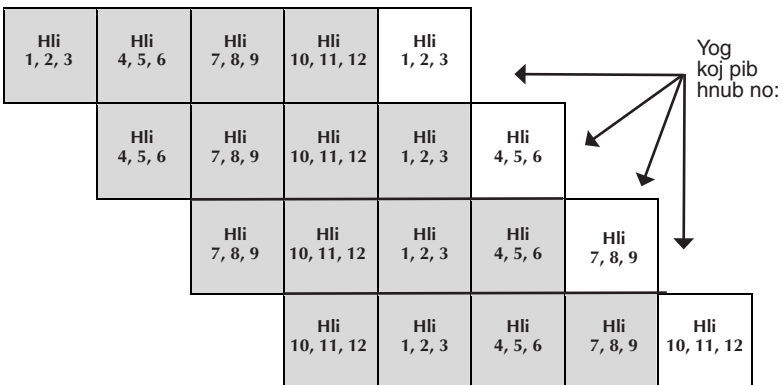 Hli
1, 2, 3
Hli
4, 5, 6
Hli
7, 8, 9
Hli
10, 11, 12
Hli
1, 2, 3
Yog
koj pib
hnub no:
Hli
4, 5, 6
Hli
7, 8, 9
Hli
10, 11, 12
Hli
1, 2, 3
Hli
4, 5, 6
Hli
7, 8, 9
Hli
10, 11, 12
Hli
1, 2, 3
Hli
4, 5, 6
Hli
7, 8, 9
Hli
10, 11, 12
Hli
1, 2, 3
Hli
4, 5, 6
Hli
7, 8, 9
Hli
10, 11, 12